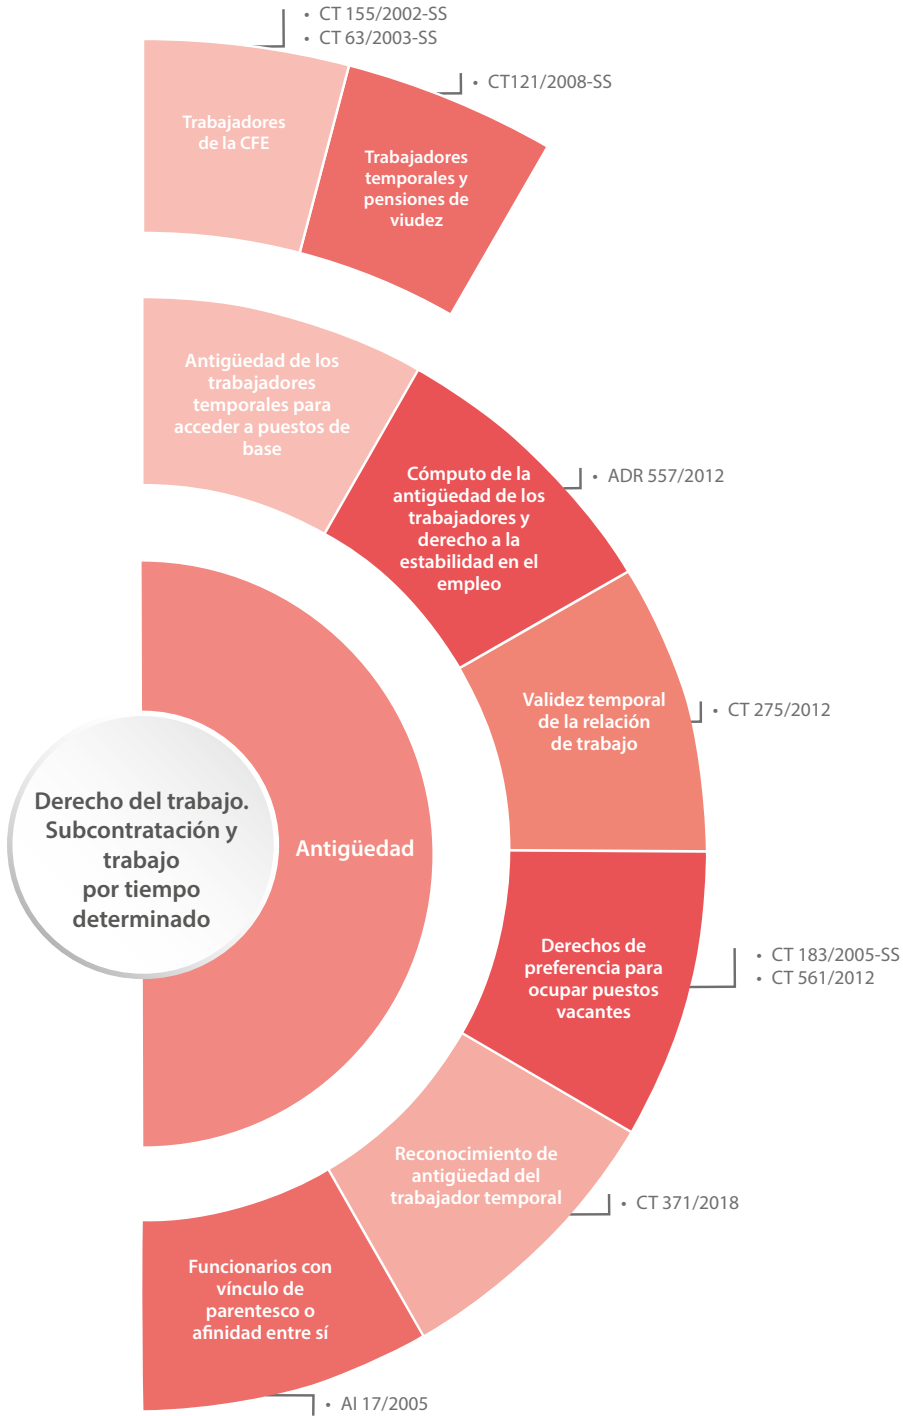 • CT 155/2002-SS
• CT 63/2003-SS
• CT121/2008-SS
Trabajadores
de la CFE
Trabajadores
temporales y
pensiones de
viudez
Antigüedad de los
trabajadores
temporales para
acceder a puestos de
base
Cómputo de la
antigüedad de los
trabajadores y
derecho a la
estabilidad en el
empleo
• ADR 557/2012
Validez temporal
de la relación
de trabajo
• CT 275/2012
Derecho del trabajo.
Subcontratación y
trabajo
por tiempo
determinado
Antigüedad
Derechos de
preferencia para
ocupar puestos
vacantes
• CT 183/2005-SS
• CT 561/2012
Reconocimiento de
antigüedad del
trabajador temporal
• CT 371/2018
Funcionarios con
vínculo de
parentesco o
afinidad entre sí
• AI 17/2005